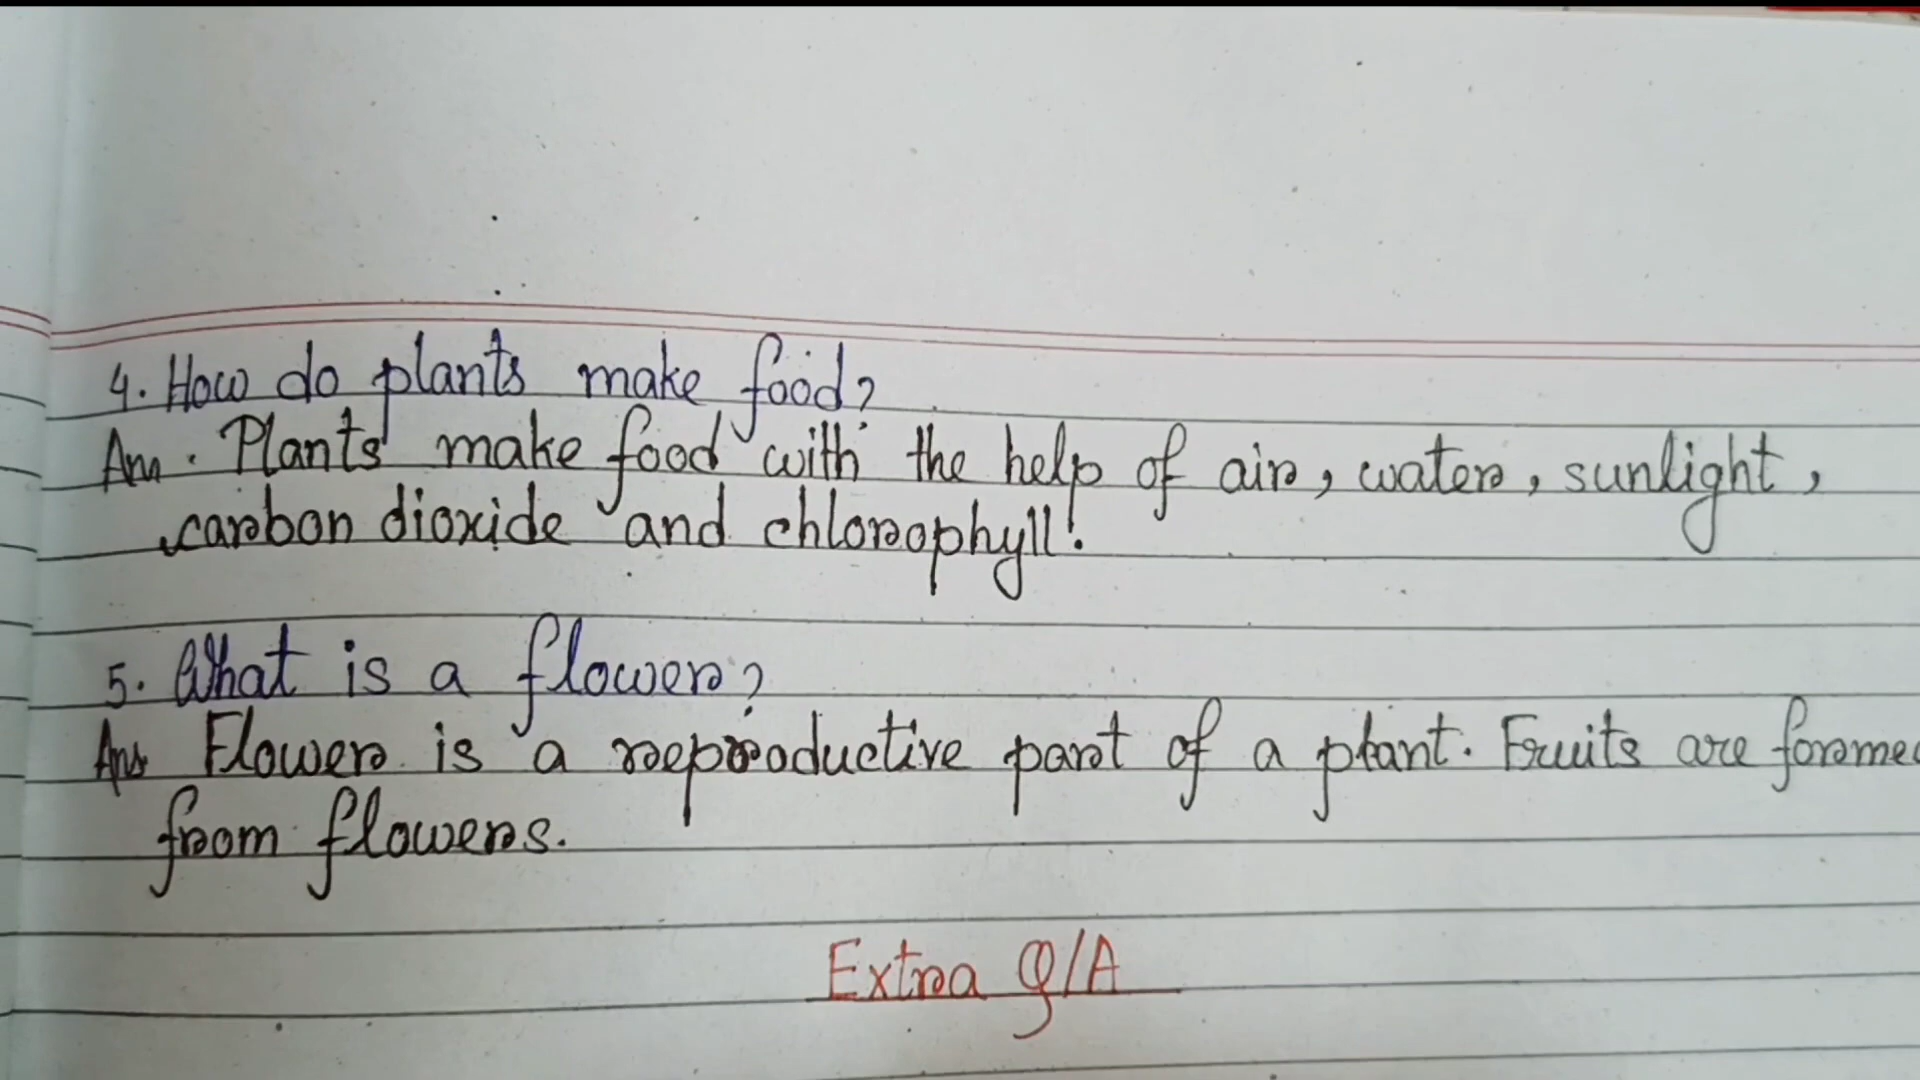 4. How do plants make food?
Ans. Plants make food with the help of air, water, sunlight,
carbon dioxide and chlorophyll.
5. What is a flower?
Ans Flower is a reproductive part of a plant. Fruits are formed
from flowers.
Extra Q/A